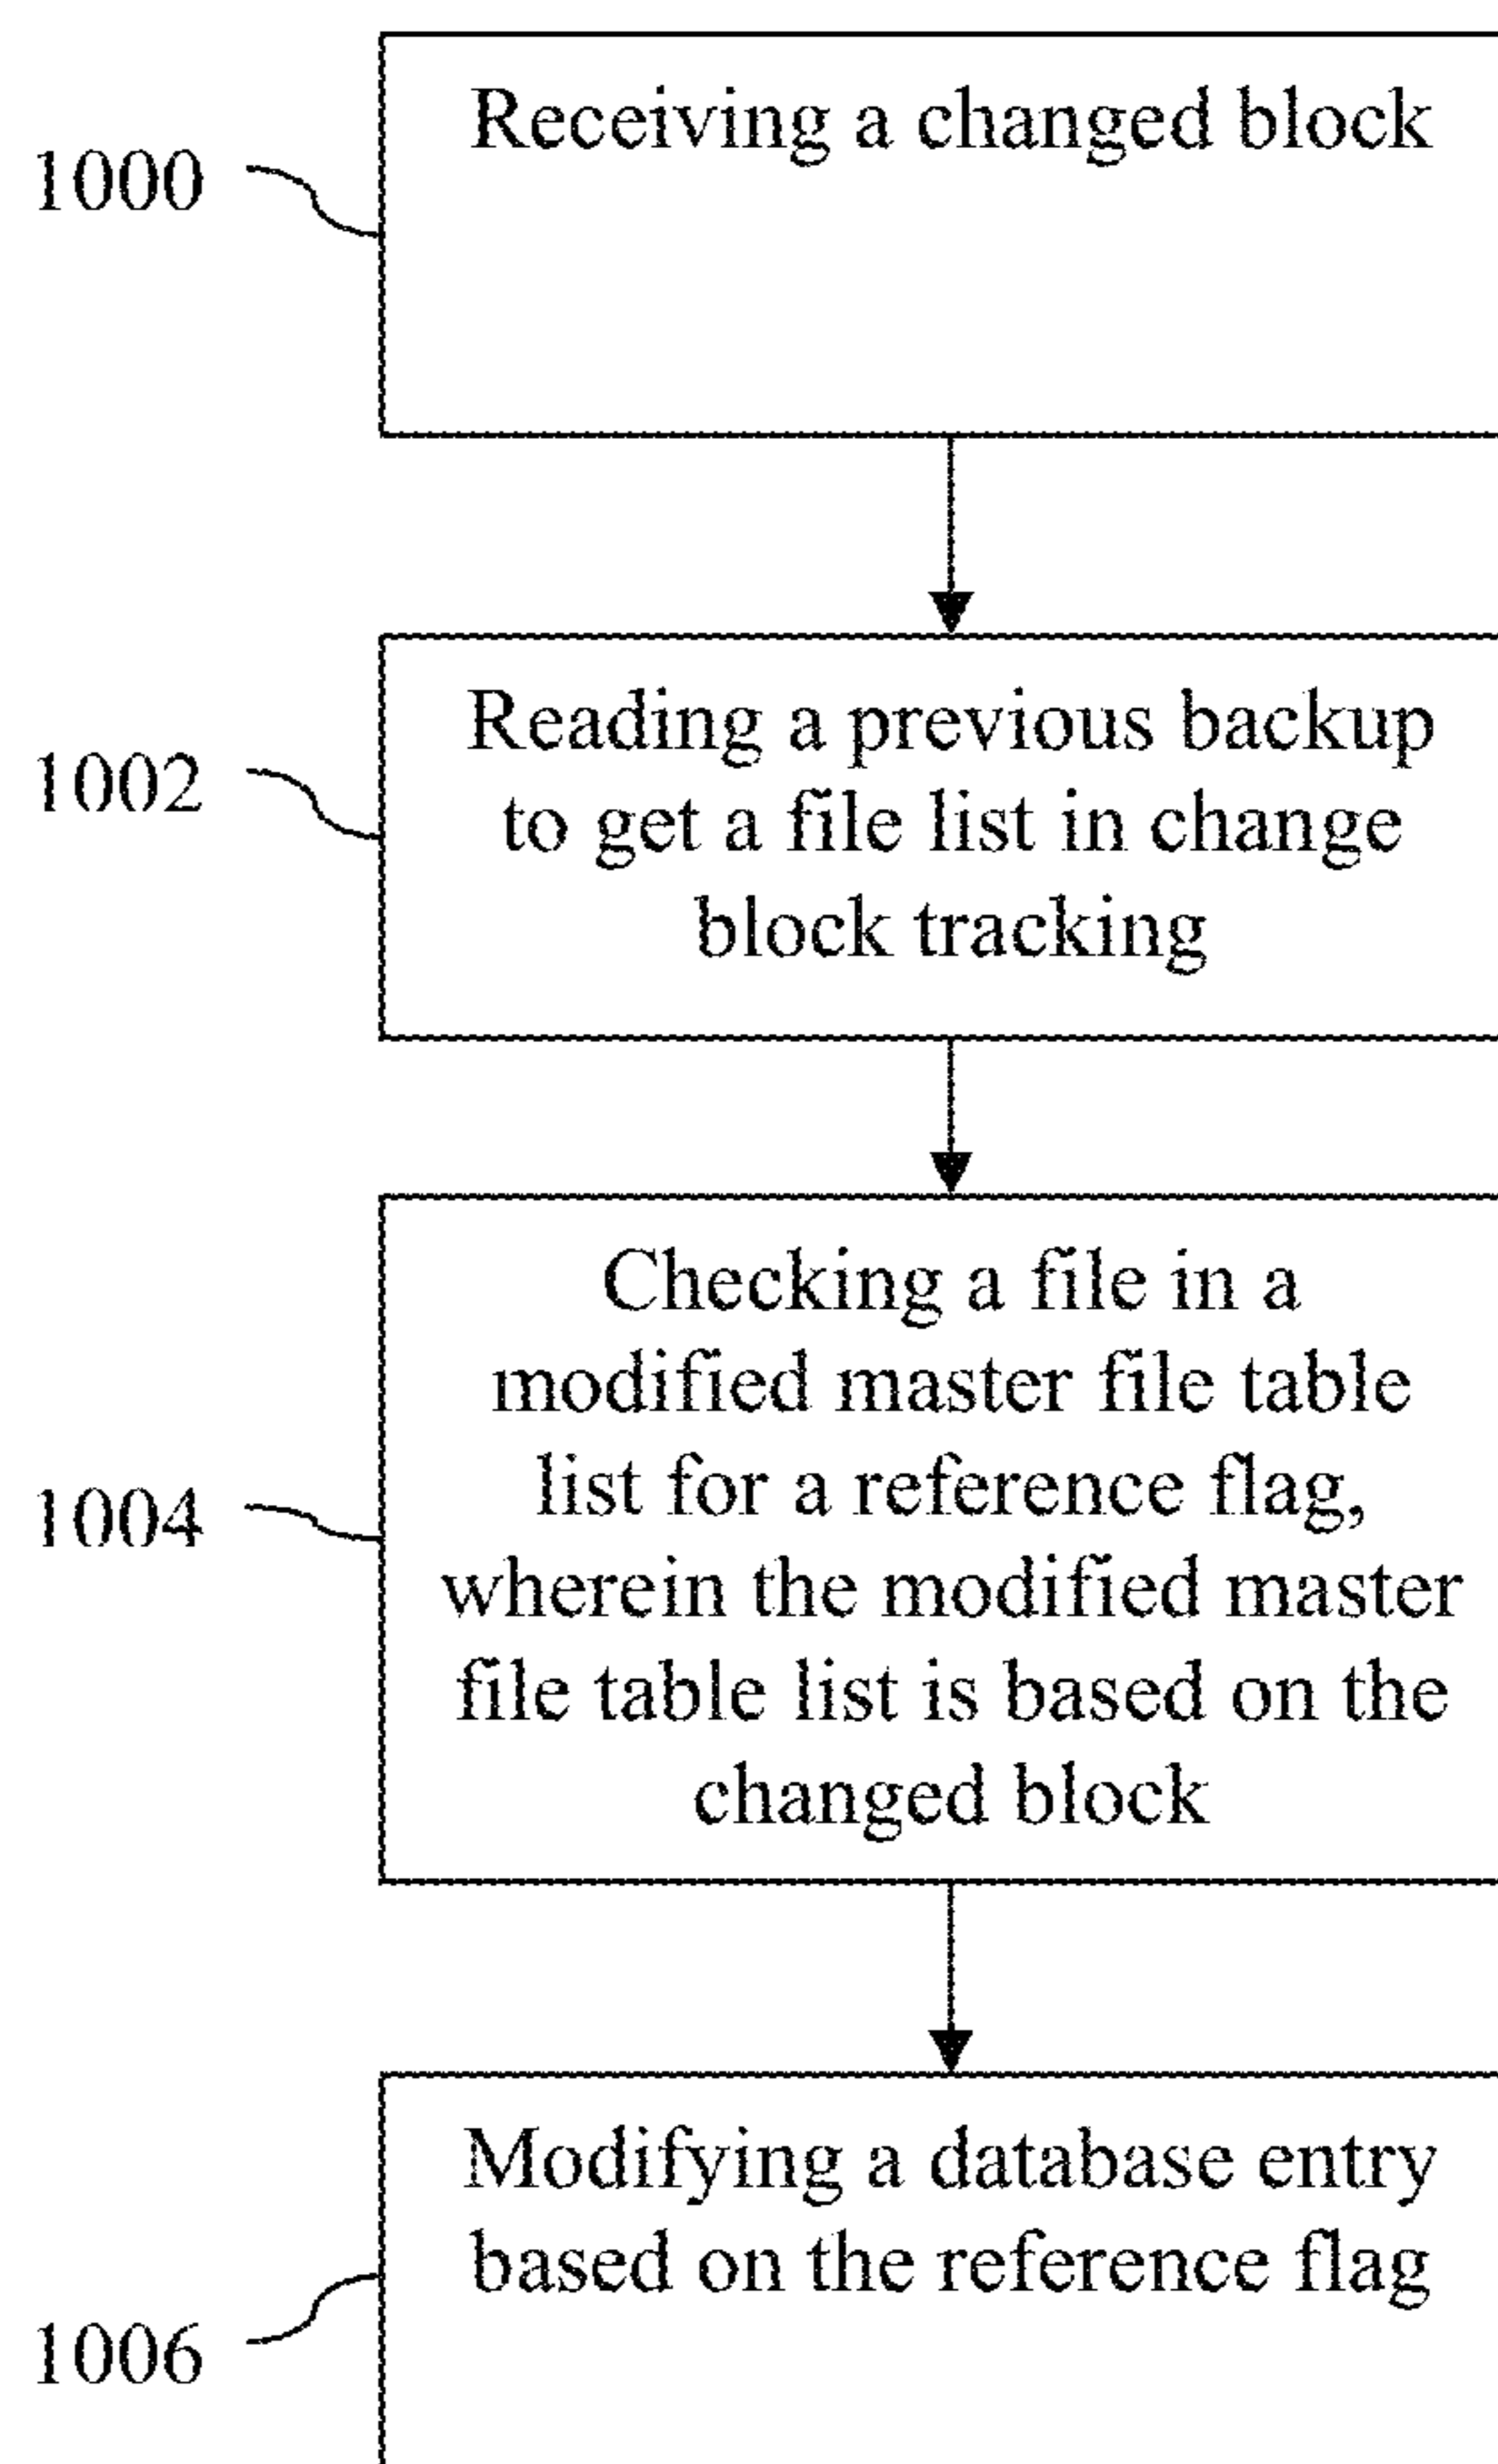 Receiving a changed block
1000
Reading a previous backup
to get a file list in change
block tracking
1002
Checking a file in a
modified master file table
list for a reference flag,
wherein the modified master
file table list is based on the
changed block
1004
Modifying a database entry
based on the reference flag
1006